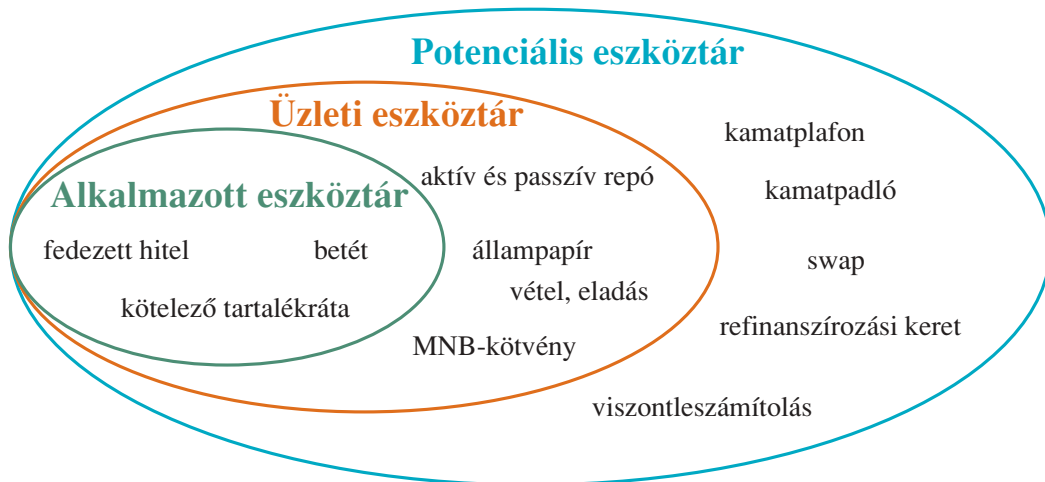 Potenciális eszköztár
Üzleti eszköztár
kamatplafon
aktív és passzív repó
Alkalmazott eszköztár
kamatpadló
fedezett hitel
betét
állampapír
swap
vétel, eladás
kötelező tartalékráta
refinanszírozási keret
MNB-kötvény
viszontleszámítolás